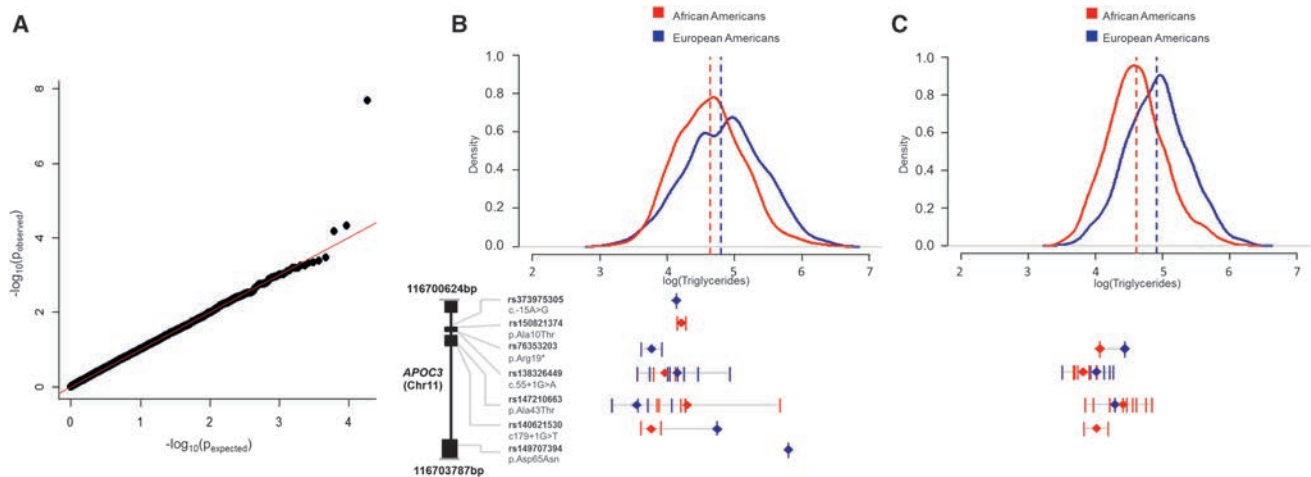 A
8
6
4
2
0
-log10(pobserved)
0
1
2
3
4
-log10(pexpected)
B
African Americans
European Americans
1.0
0.8
0.6
0.4
0.2
0.0
Density
2
3
4
5
6
7
log(Triglycerides)
116700624bp
APOC3
(Chr11)
116703787bp
rs373975305
c.-15A>G
rs150821374
p.Ala10Thr
rs76353203
p.Arg19*
rs138326449
c.55+1G>A
rs147210663
p.Ala43Thr
rs140621530
c179+1G>T
rs149707394
p.Asp65Asn
C
African Americans
European Americans
1.0
0.8
0.6
0.4
0.2
0.0
Density
2
3
4
5
6
7
log(Triglycerides)